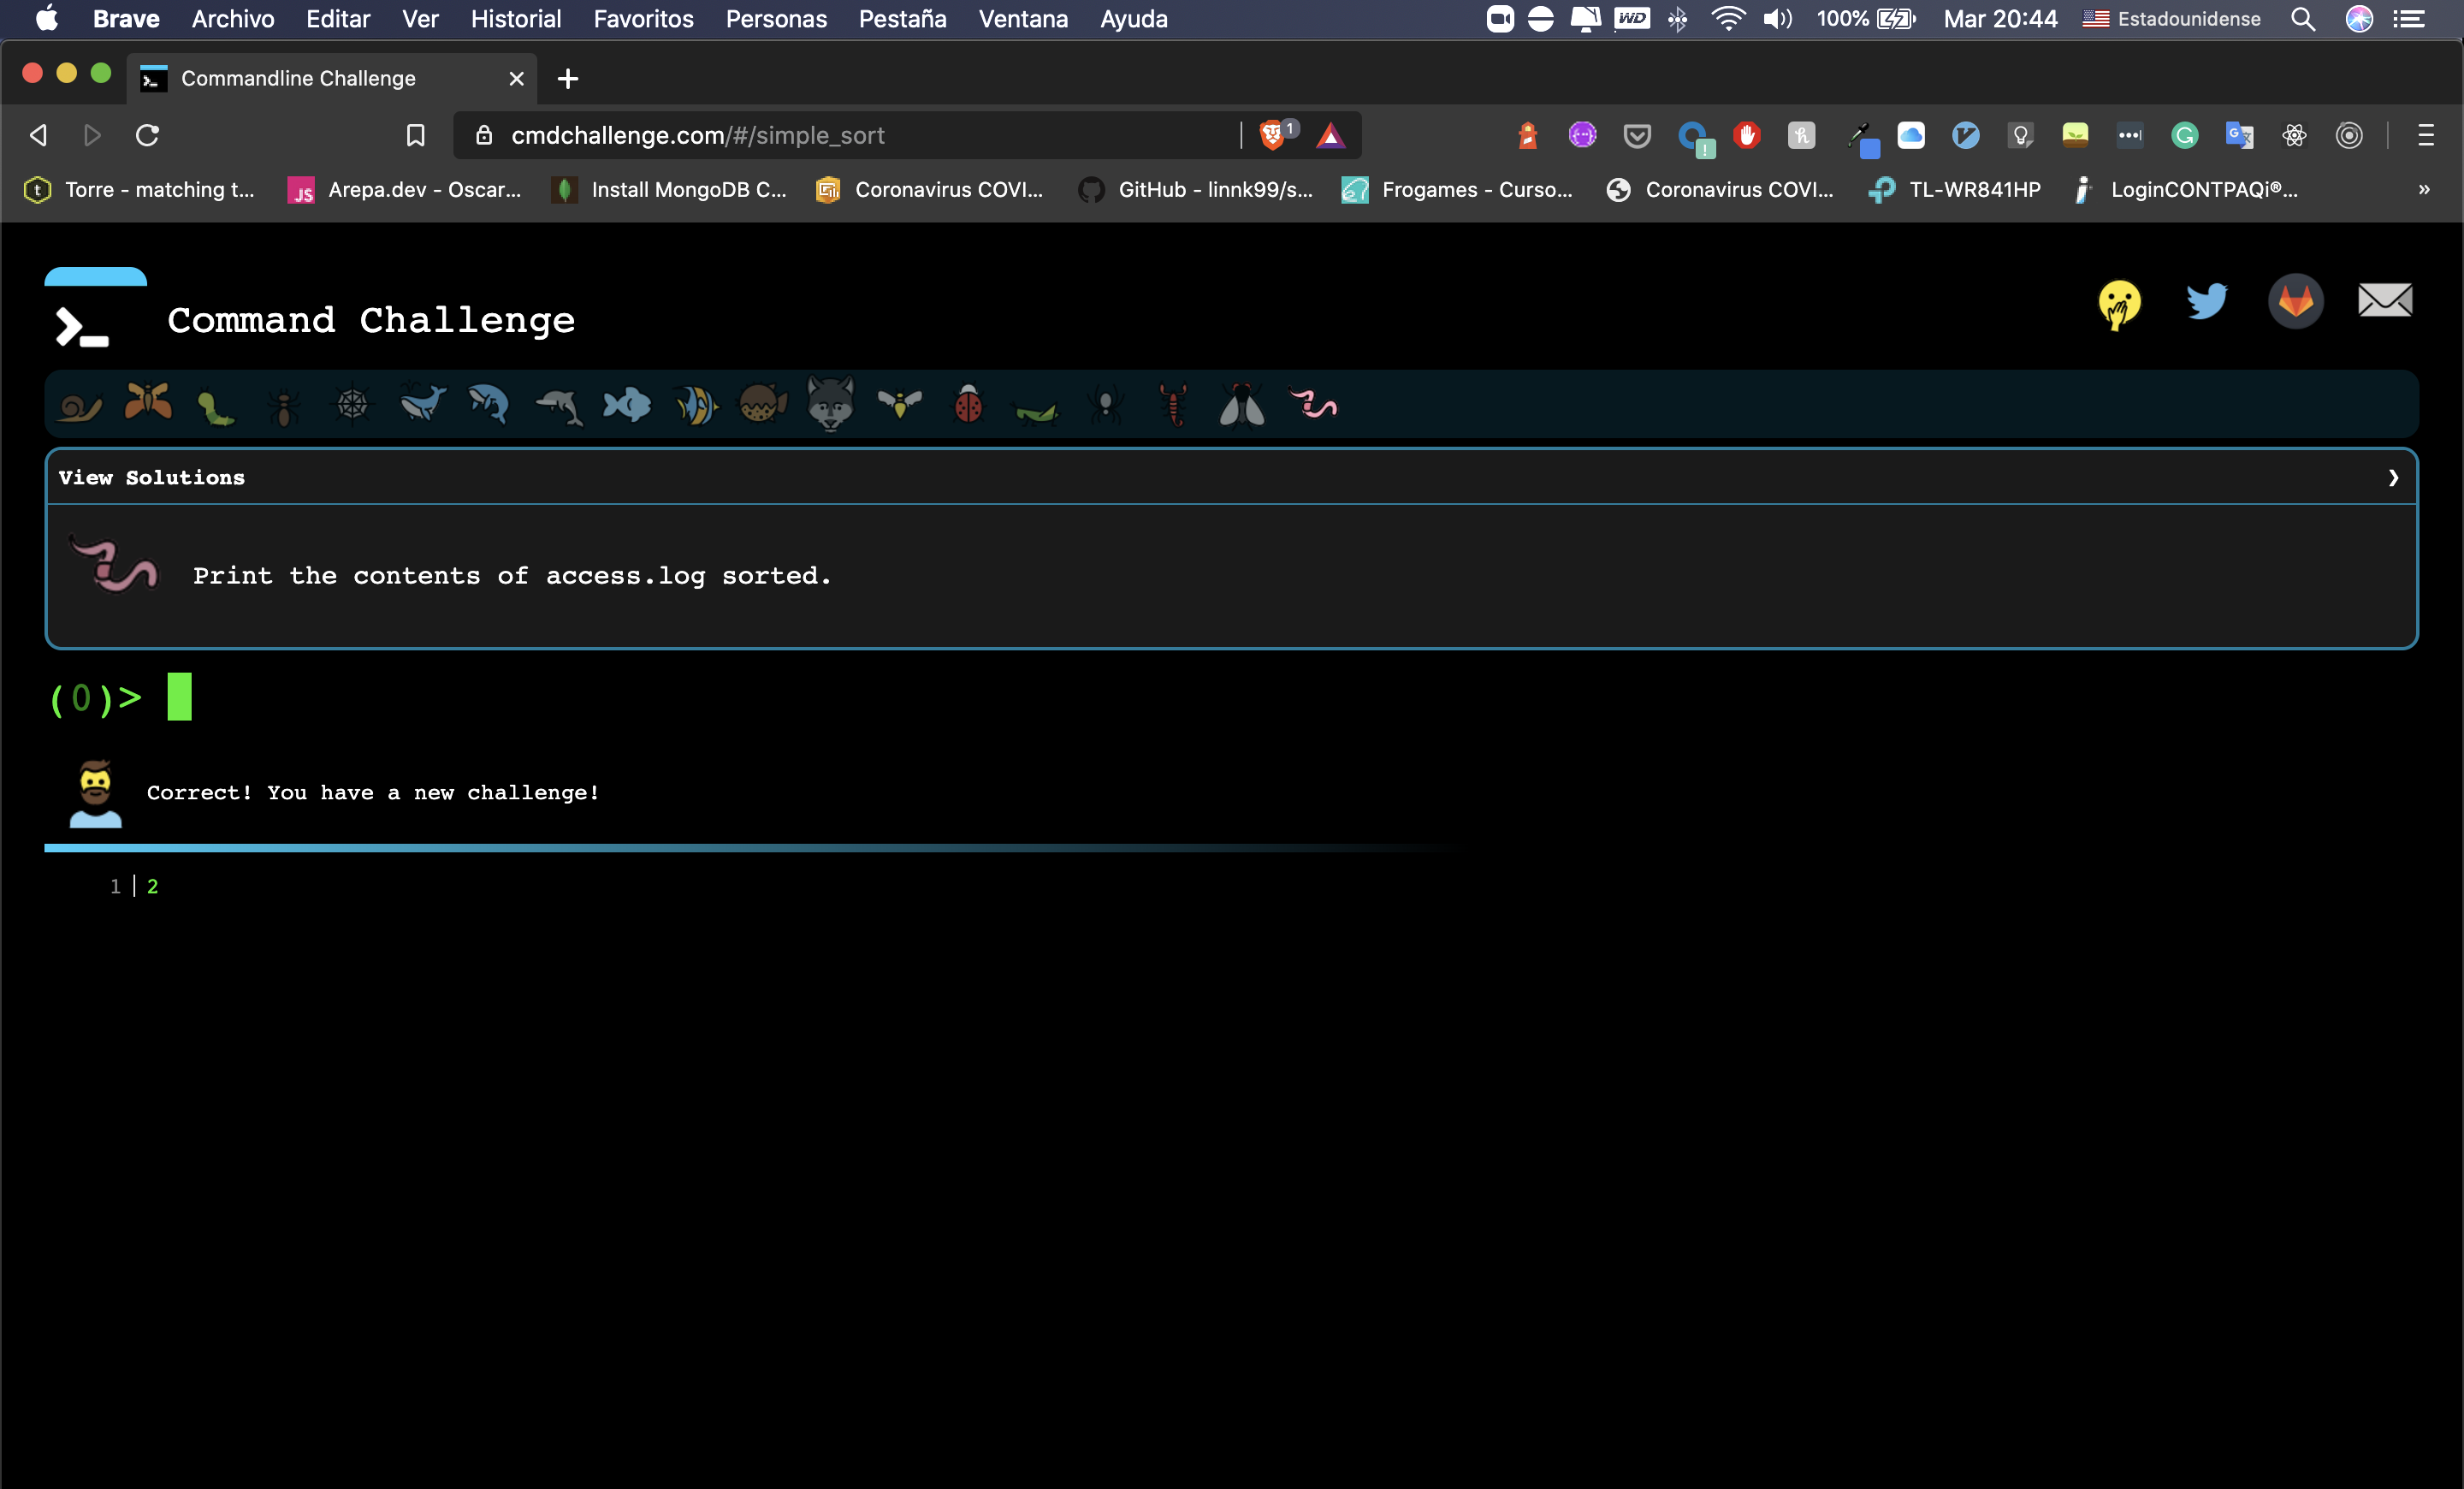 Brave Archivo Editar Ver Historial Favoritos Personas Pestaña Ventana Ayuda WD 100% Mar 20:44 Estadounidense
Commandline Challenge
cmdchallenge.com/#/simple_sort 1
Torre - matching t... Arepa.dev - Oscar... Install MongoDB C... Coronavirus COVI... GitHub - linnk99/s... Frogames - Curso... Coronavirus COVI... TL-WR841HP LoginCONTPAQi®... »
Command Challenge
View Solutions
Print the contents of access.log sorted.
(0)>
Correct! You have a new challenge!
1 2